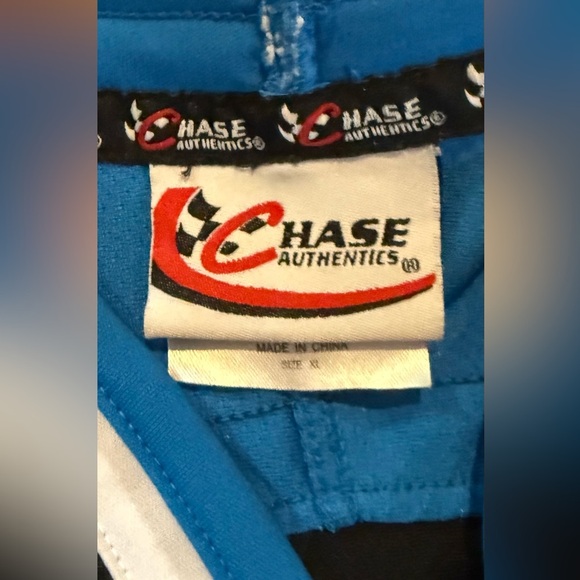 CHASE AUTHENTICS® CHASE AUTHENTICS®
CHASE
AUTHENTICS®
MADE IN CHINA
SIZE XL